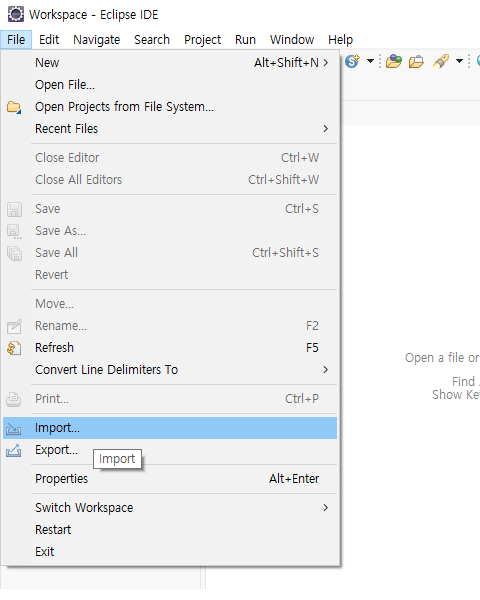 Workspace - Eclipse IDE
File Edit Navigate Search Project Run Window Help
New Alt+Shift+N
Open File...
Open Projects from File System...
Recent Files
Close Editor Ctrl+W
Close All Editors Ctrl+Shift+W
Save Ctrl+S
Save As...
Save All Ctrl+Shift+S
Revert
Move...
Rename... F2
Refresh F5
Convert Line Delimiters To
Print... Ctrl+P
Import...
Export...
Import
Properties Alt+Enter
Switch Workspace
Restart
Exit
Open a file or
Find
Show Ke